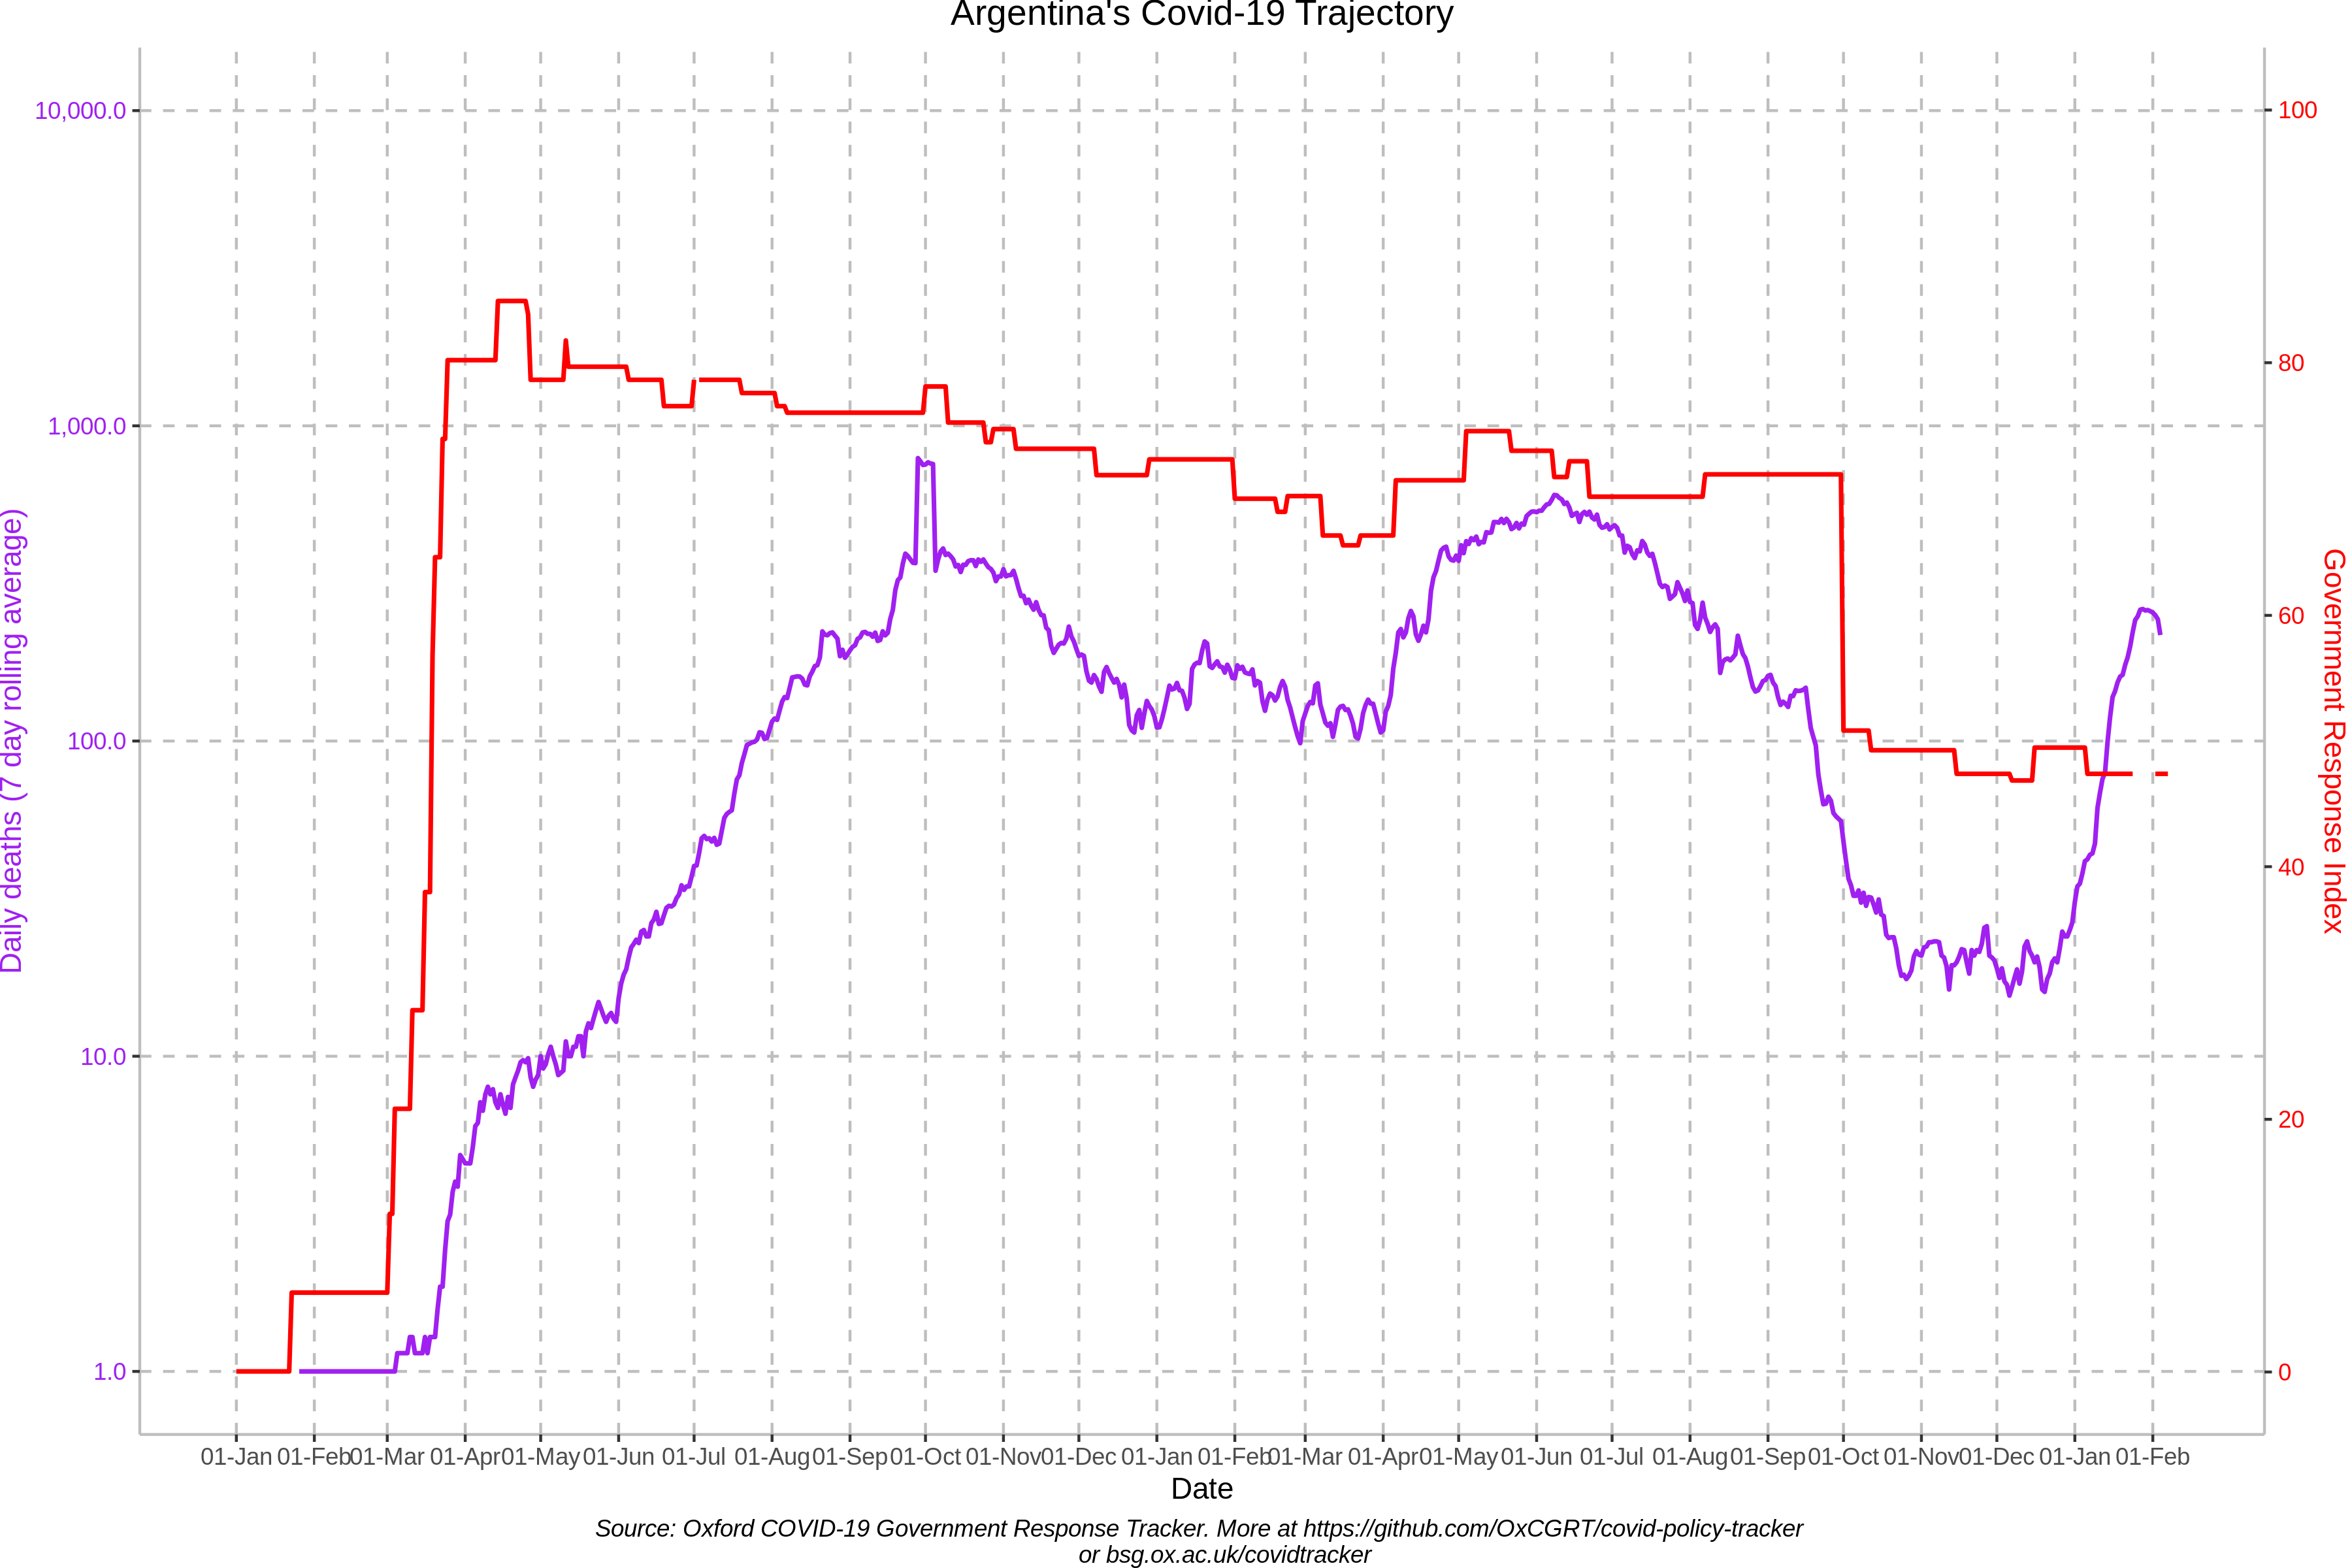 Argentina's Covid-19 Trajectory
10,000.0
1,000.0
100.0
10.0
1.0
Daily deaths (7 day rolling average)
100
80
60
40
20
0
Government Response Index
01-Jan 01-Feb 01-Mar 01-Apr 01-May 01-Jun 01-Jul 01-Aug 01-Sep 01-Oct 01-Nov 01-Dec 01-Jan 01-Feb 01-Mar 01-Apr 01-May 01-Jun 01-Jul 01-Aug 01-Sep 01-Oct 01-Nov 01-Dec 01-Jan 01-Feb
Date
Source: Oxford COVID-19 Government Response Tracker. More at https://github.com/OxCGRT/covid-policy-tracker
or bsg.ox.ac.uk/covidtracker